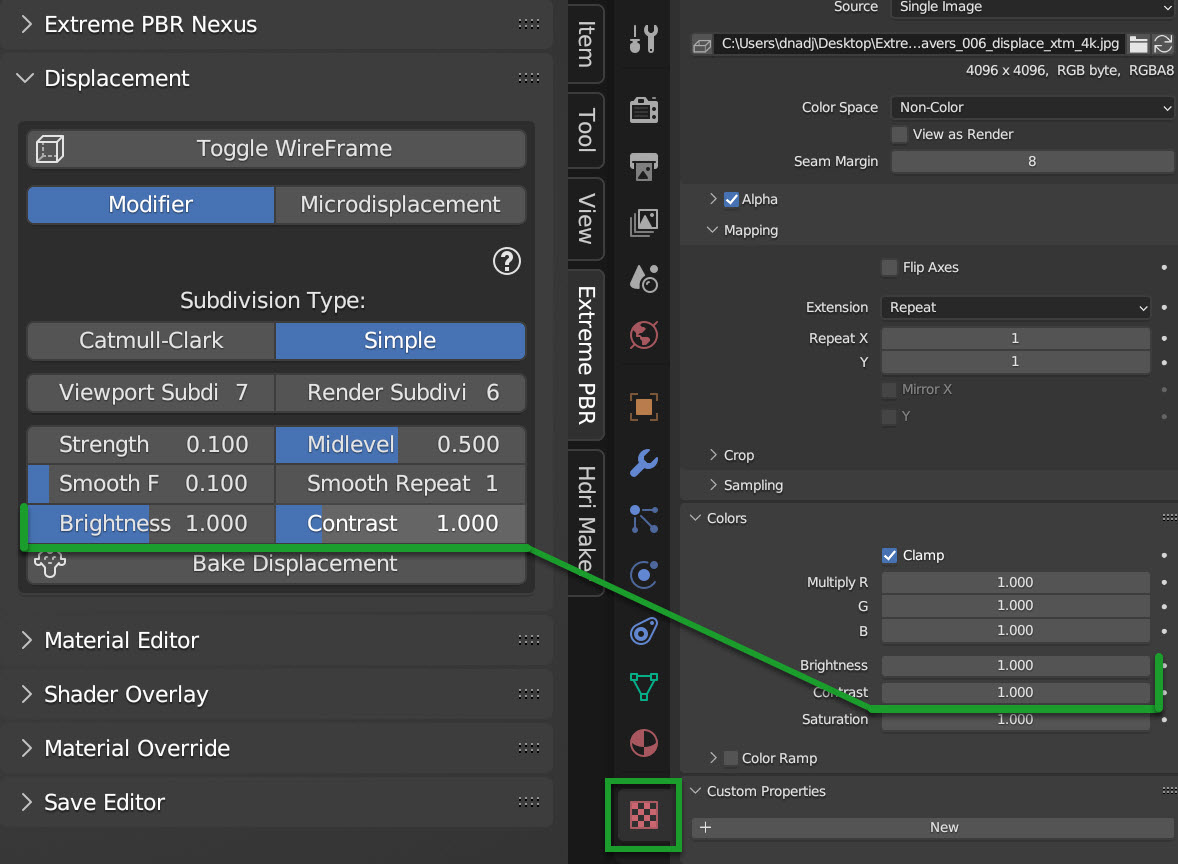 Extreme PBR Nexus
Displacement
Toggle WireFrame
Modifier
Microdisplacement
?
Subdivision Type:
Catmull-Clark
Simple
Viewport Subdi 7
Render Subdivi 6
Strength 0.100
Midlevel 0.500
Smooth F 0.100
Smooth Repeat 1
Brightness 1.000
Contrast 1.000
Bake Displacement
Material Editor
Shader Overlay
Material Override
Save Editor
Item
Tool
View
Extreme PBR
Hdri Make
Source Single Image
C:\Users\dnadj\Desktop\Extre...avers_006_displace_xtm_4k.jpg
4096 x 4096, RGB byte, RGBA8
Color Space Non-Color
View as Render
Seam Margin 8
Alpha
Mapping
Flip Axes
Extension Repeat
Repeat X 1
Y 1
Mirror X
Y
Crop
Sampling
Colors
Clamp
Multiply R 1.000
G 1.000
B 1.000
Brightness 1.000
Contrast 1.000
Saturation 1.000
Color Ramp
Custom Properties
+ New